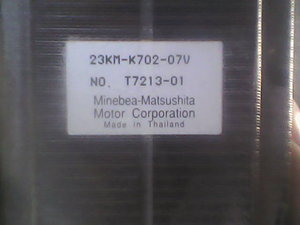 23KM-K702-07V
NO. T7213-01
Minebea-Matsushita
Motor Corporation
Made in Thailand